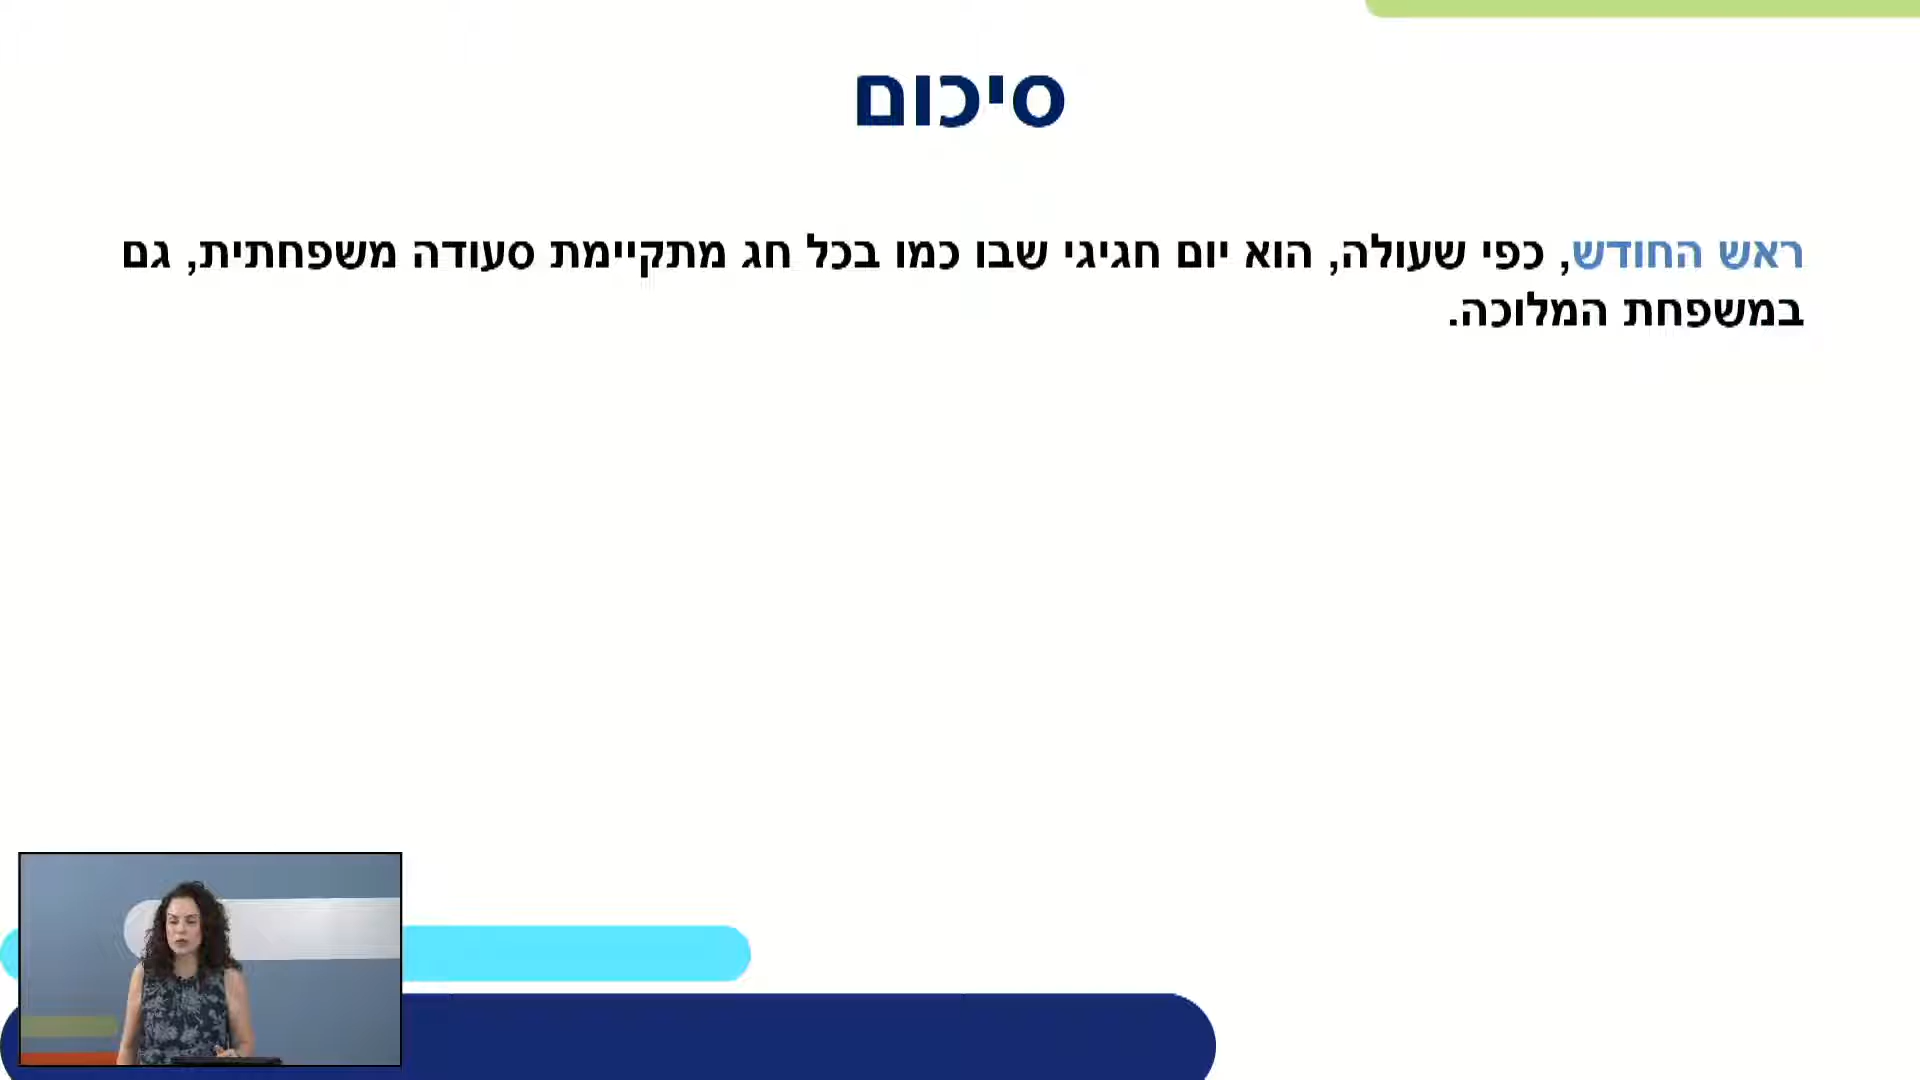 סיכום
ראש החודש, כפי שעולה, הוא יום חגיגי שבו כמו בכל חג מתקיימת סעודה משפחתית, גם
במשפחת המלוכה.